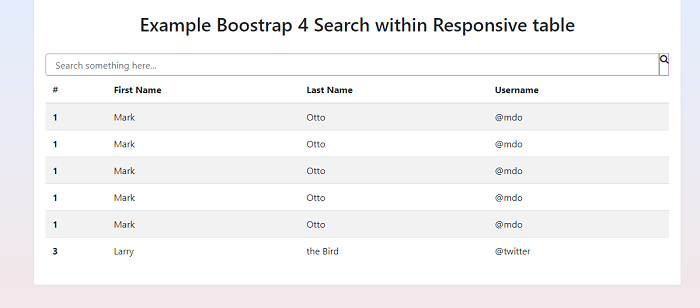 Example Boostrap 4 Search within Responsive table
Search something here...
# First Name Last Name Username
1 Mark Otto @mdo
1 Mark Otto @mdo
1 Mark Otto @mdo
1 Mark Otto @mdo
1 Mark Otto @mdo
3 Larry the Bird @twitter